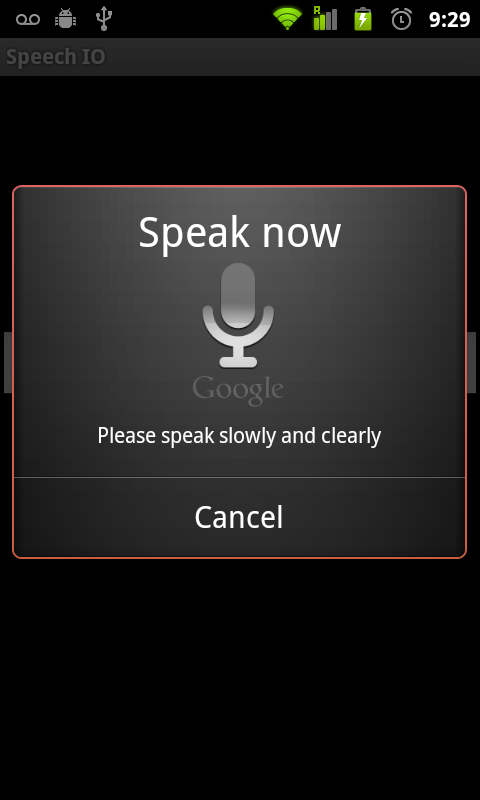 R
9:29
Speech IO
Speak now
Google
Please speak slowly and clearly
Cancel